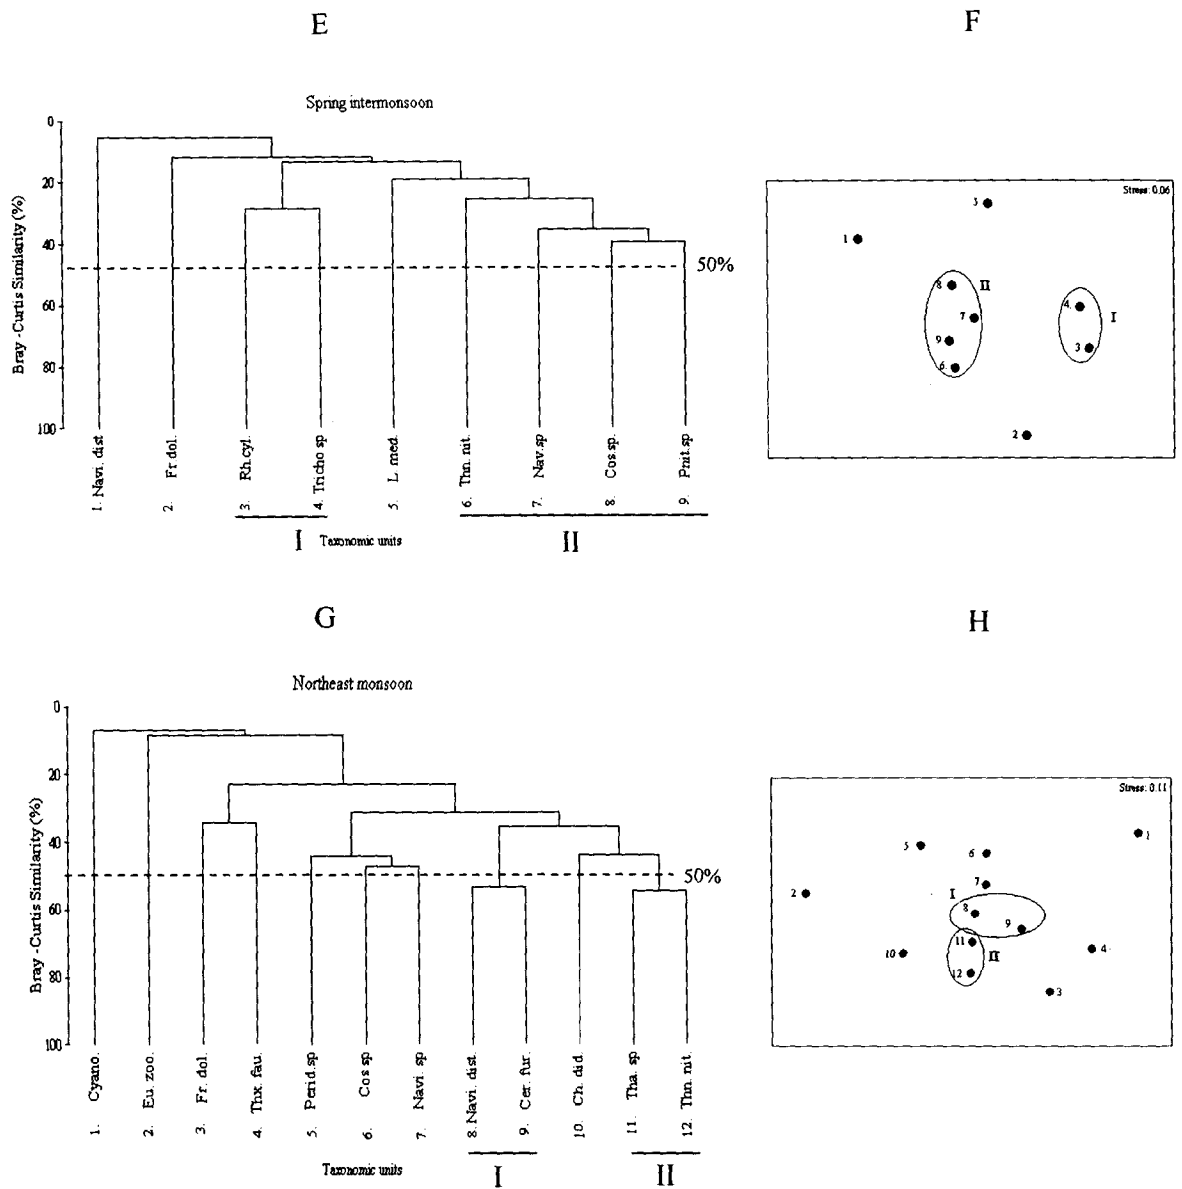 E
F
Spring intermonsoon
Bray -Curtis Similarity (%)
0
20
40
60
80
100
50%
1. Navi. dist.
2. Fr dol.
3. Rh.cyl.
4. Tricho sp
5. L. med.
6. Thn. nit.
7. Nav.sp
8. Cos sp.
9. Pnit.sp
I Taxonomic units II
Stress: 0.06
5
1
8 II
7
9
6
4 I
3
2
G
H
Northeast monsoon
Bray -Curtis Similarity (%)
0
20
40
60
80
100
50%
1. Cyano.
2. Eu. zoo.
3. Fr. dol.
4. Thx. fau.
5. Perid.sp
6. Cos sp
7. Navi. sp
8. Navi. dist.
9. Cer. fur.
10. Ch. did.
11. Tha. sp
12. Thn. nit.
Taxonomic units I II
Stress: 0.11
1
5
6
7
2
I
8
9
11
II
10
12
4
3